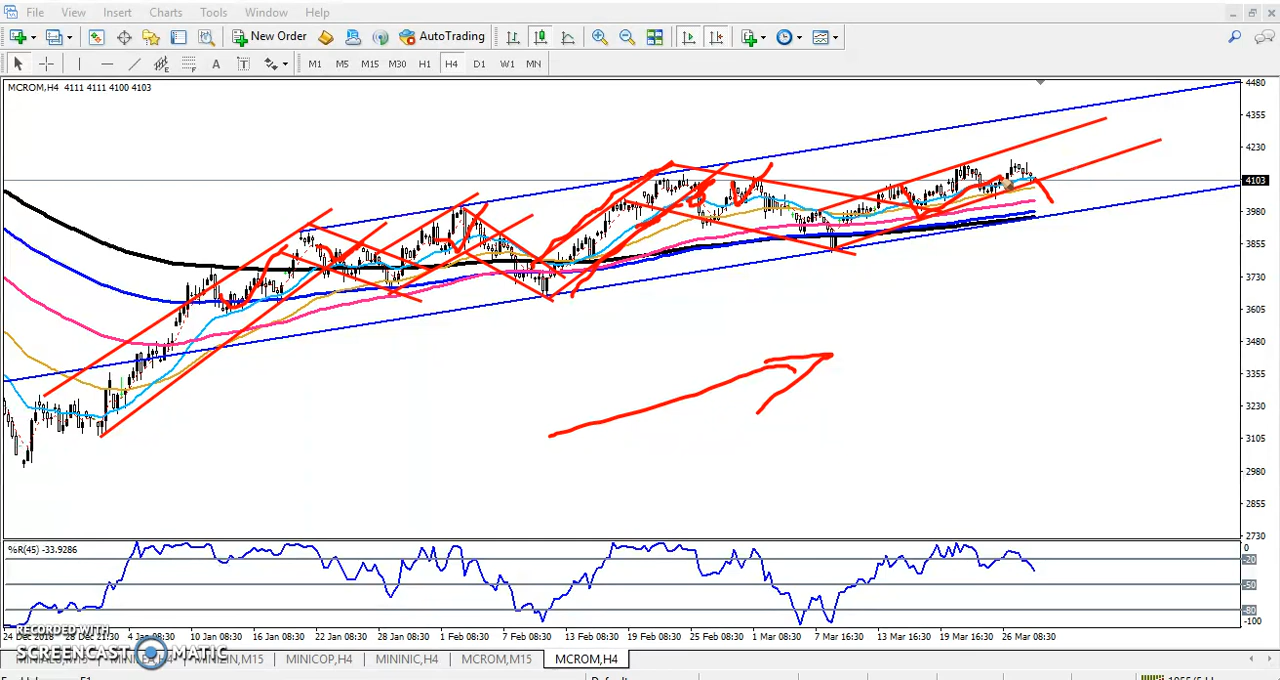 File View Insert Charts Tools Window Help
New Order AutoTrading
A T M1 M5 M15 M30 H1 H4 D1 W1 MN
MCROM,H4 4111 4111 4100 4103
4480
4355
4230
4103
3980
3855
3730
3605
3480
3355
3230
3105
2980
2855
2730
%R(45) -33.9286
0
-20
-50
-80
-100
24 Dec 2018 28 Dec 21:30 4 Jan 08:30 10 Jan 08:30 16 Jan 08:30 22 Jan 08:30 28 Jan 08:30 1 Feb 08:30 7 Feb 08:30 13 Feb 08:30 19 Feb 08:30 25 Feb 08:30 1 Mar 08:30 7 Mar 16:30 13 Mar 08:30 19 Mar 16:30 26 Mar 08:30
RECORDED WITH
SCREENCAST MATIC
MINICOP,H4 MININIC,H4 MCROM,M15 MCROM,H4